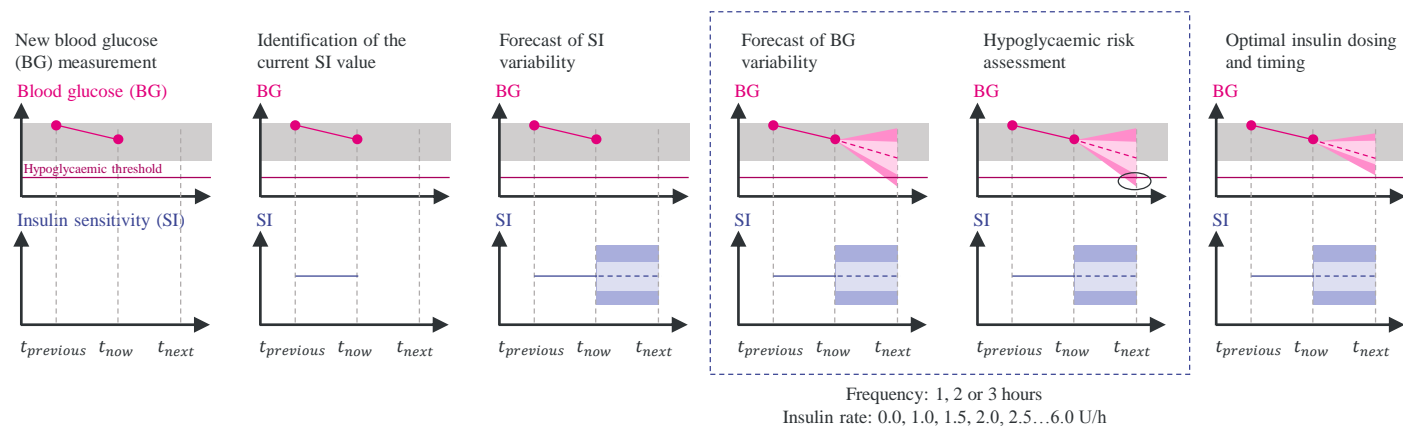 New blood glucose
(BG) measurement
Blood glucose (BG)
Hypoglycaemic threshold
Insulin sensitivity (SI)
t_previous t_now t_next
Identification of the
current SI value
BG
SI
t_previous t_now t_next
Forecast of SI
variability
BG
SI
t_previous t_now t_next
Forecast of BG
variability
BG
SI
t_previous t_now t_next
Hypoglycaemic risk
assessment
BG
SI
t_previous t_now t_next
Optimal insulin dosing
and timing
BG
SI
t_previous t_now t_next
Frequency: 1, 2 or 3 hours
Insulin rate: 0.0, 1.0, 1.5, 2.0, 2.5…6.0 U/h